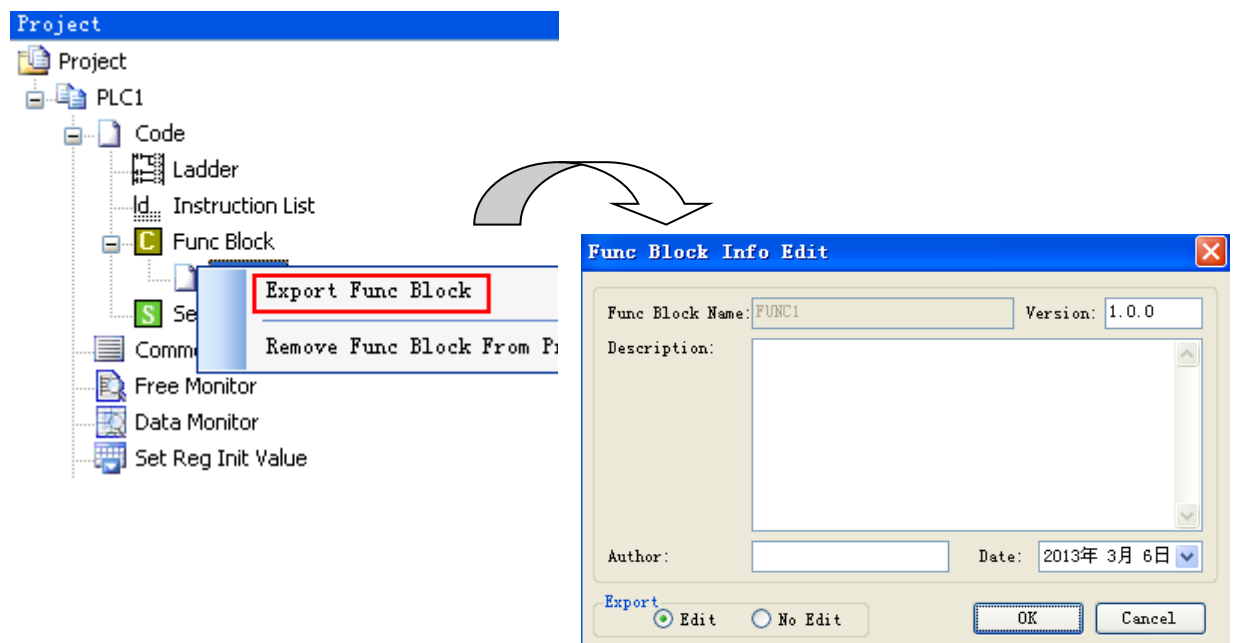 Project
Project
PLC1
Code
Ladder
Instruction List
Func Block
Export Func Block
Remove Func Block From
Free Monitor
Data Monitor
Set Reg Init Value
Func Block Info Edit
Func Block Name: FUNC1 Version: 1.0.0
Description:
Author: Date: 2013年 3月 6日
Export
Edit No Edit OK Cancel